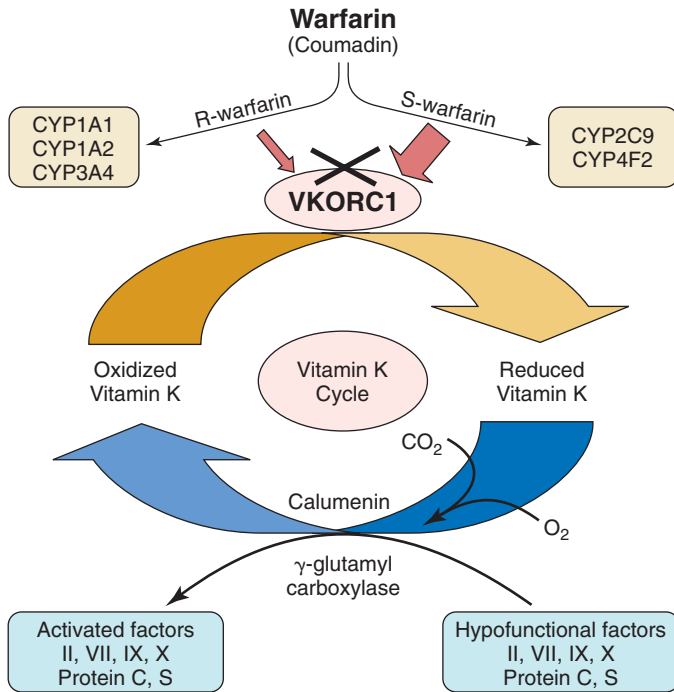 Warfarin
(Coumadin)
R-warfarin
S-warfarin
CYP1A1
CYP1A2
CYP3A4
CYP2C9
CYP4F2
VKORC1
Oxidized
Vitamin K
Vitamin K
Cycle
Reduced
Vitamin K
CO₂
Calumenin
O₂
γ-glutamyl
carboxylase
Activated factors
II, VII, IX, X
Protein C, S
Hypofunctional factors
II, VII, IX, X
Protein C, S